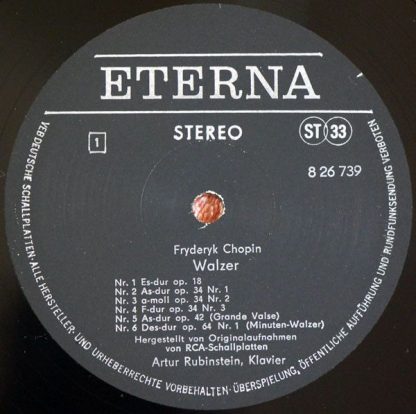 ETERNA
1
STEREO
ST 33
8 26 739
Fryderyk Chopin
Walzer
Nr. 1 Es-dur op. 18
Nr. 2 As-dur op. 34 Nr. 1
Nr. 3 a-moll op. 34 Nr. 2
Nr. 4 F-dur op. 34 Nr. 3
Nr. 5 As-dur op. 42 (Grande Valse)
Nr. 6 Des-dur op. 64 Nr. 1 (Minuten-Walzer)
Hergestellt von Originalaufnahmen
von RCA-Schallplatten
Artur Rubinstein, Klavier
VEB DEUTSCHE SCHALLPLATTEN · ALLE HERSTELLER- UND URHEBERRECHTE VORBEHALTEN · ÜBERSPIELUNG, ÖFFENTLICHE AUFFÜHRUNG UND RUNDFUNKSENDUNG VERBOTEN